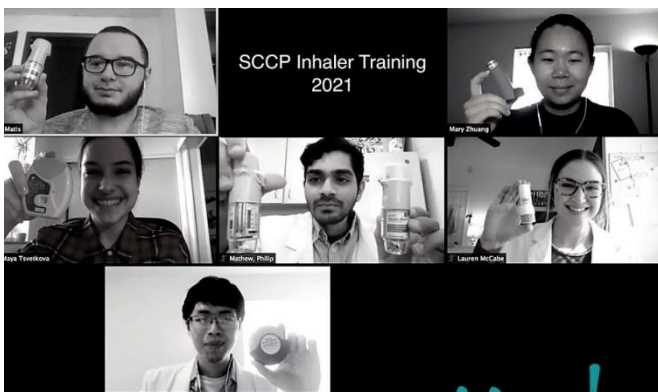 SCCP Inhaler Training
2021
Matis
Mary Zhuang
Maya Tsvetkova
Mathew, Philip
Lauren McCabe